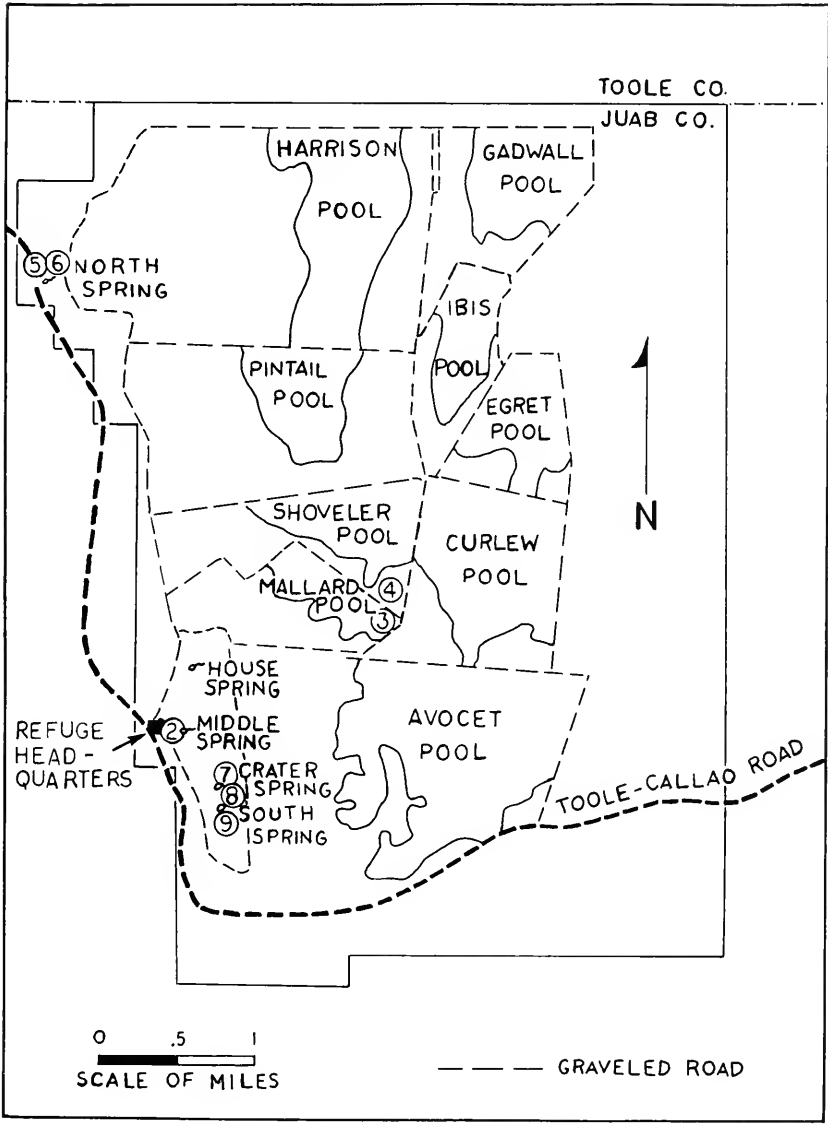 TOOLE CO.
JUAB CO.
HARRISON
POOL
GADWALL
POOL
⑤ ⑥ NORTH
SPRING
IBIS
POOL
PINTAIL
POOL
EGRET
POOL
N
SHOVELER
POOL
CURLEW
POOL
④
MALLARD
POOL
③
HOUSE
SPRING
REFUGE
HEAD-
QUARTERS
② MIDDLE
SPRING
AVOCET
POOL
⑦ CRATER
⑧ SPRING
SOUTH
⑨ SPRING
TOOLE-CALLAO ROAD
0 .5 1
SCALE OF MILES
GRAVELED ROAD